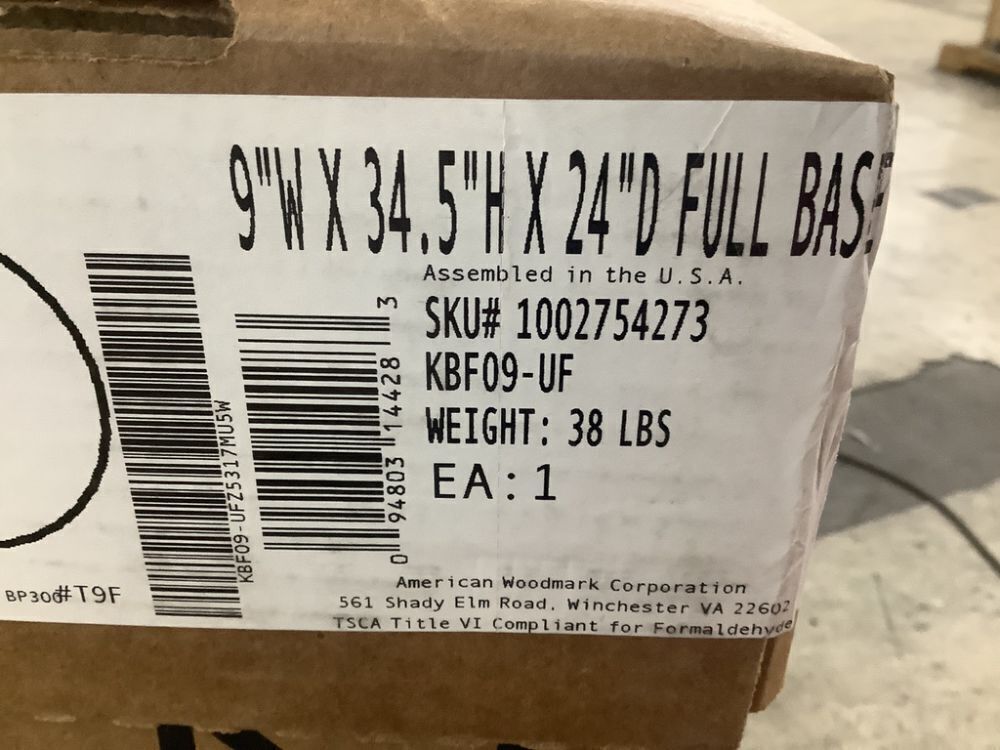 9"W X 34.5"H X 24"D FULL BASE
Assembled in the U.S.A.
SKU# 1002754273
KBF09-UF
WEIGHT: 38 LBS
EA: 1
KBF09-UFZ5317MU5W
0 94803 14428 3
BP300#T9F
American Woodmark Corporation
561 Shady Elm Road. Winchester VA 22602
TSCA Title VI Compliant for Formaldehyde